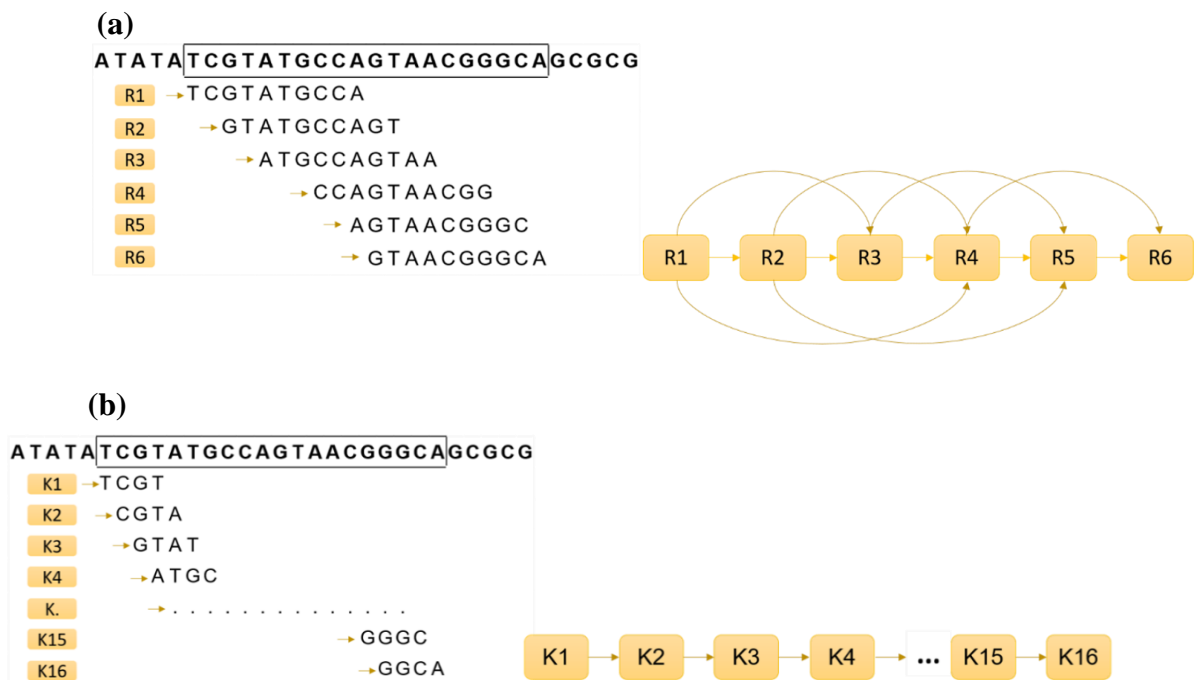 (a)
ATATATCGTATGCCAGTAACGGGCAGCGCG
R1 TCGTATGCCA
R2 GTATGCCAGT
R3 ATGCCAGTAA
R4 CCAGTAACGG
R5 AGTAACGGGC
R6 GTAACGGGCA
R1 R2 R3 R4 R5 R6
(b)
ATATATCGTATGCCAGTAACGGGCAGCGCG
K1 TCGT
K2 CGTA
K3 GTAT
K4 ATGC
K. . . . . . . . . . . . . . .
K15 GGGC
K16 GGCA
K1 K2 K3 K4 ... K15 K16